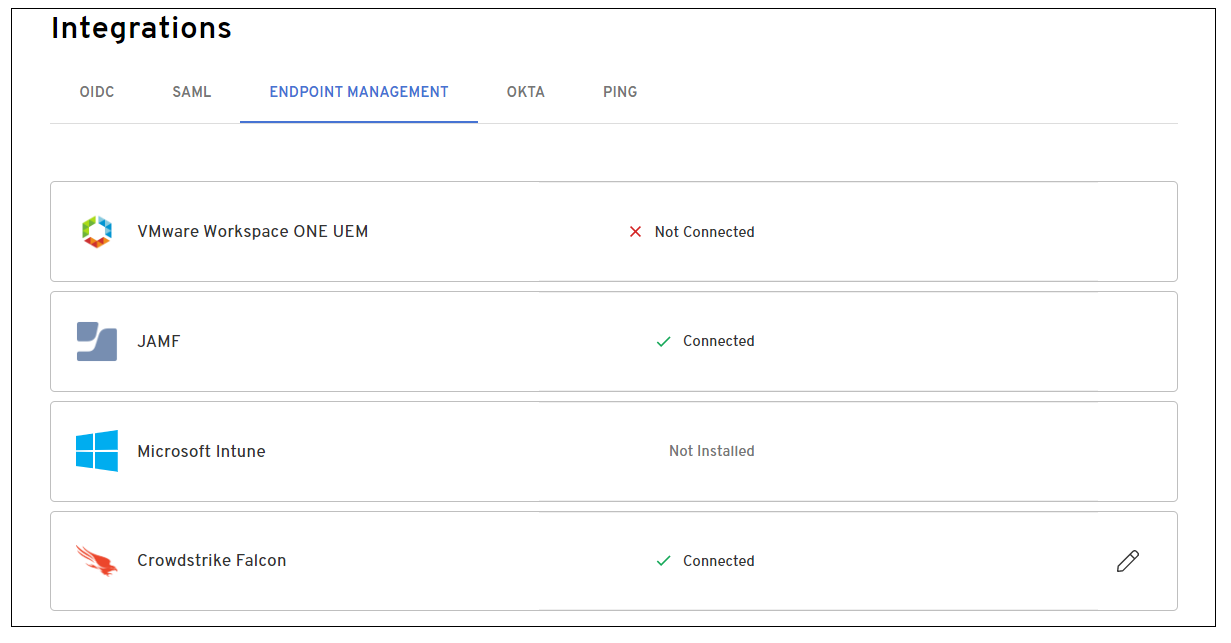 Integrations
OIDC SAML ENDPOINT MANAGEMENT OKTA PING
VMware Workspace ONE UEM Not Connected
JAMF Connected
Microsoft Intune Not Installed
Crowdstrike Falcon Connected